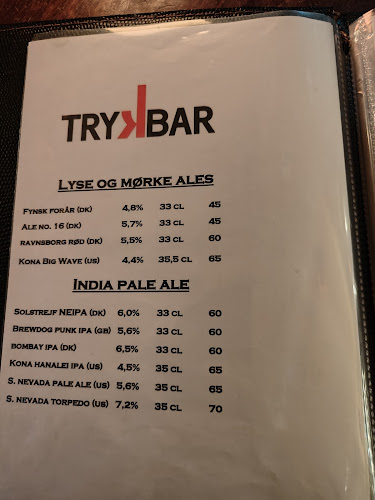 TRYKBAR
LYSE OG MØRKE ALES
FYNSK FORÅR (DK) 4,8% 33 CL 45
ALE NO. 16 (DK) 5,7% 33 CL 45
RAVNSBORG RØD (DK) 5,5% 33 CL 60
KONA BIG WAVE (US) 4,4% 35,5 CL 65
INDIA PALE ALE
SOLSTREJF NEIPA (DK) 6,0% 33 CL 60
BREWDOG PUNK IPA (GB) 5,6% 33 CL 60
BOMBAY IPA (DK) 6,5% 33 CL 60
KONA HANALEI IPA (US) 4,5% 35 CL 65
S. NEVADA PALE ALE (US) 5,6% 35 CL 65
S. NEVADA TORPEDO (US) 7,2% 35 CL 70